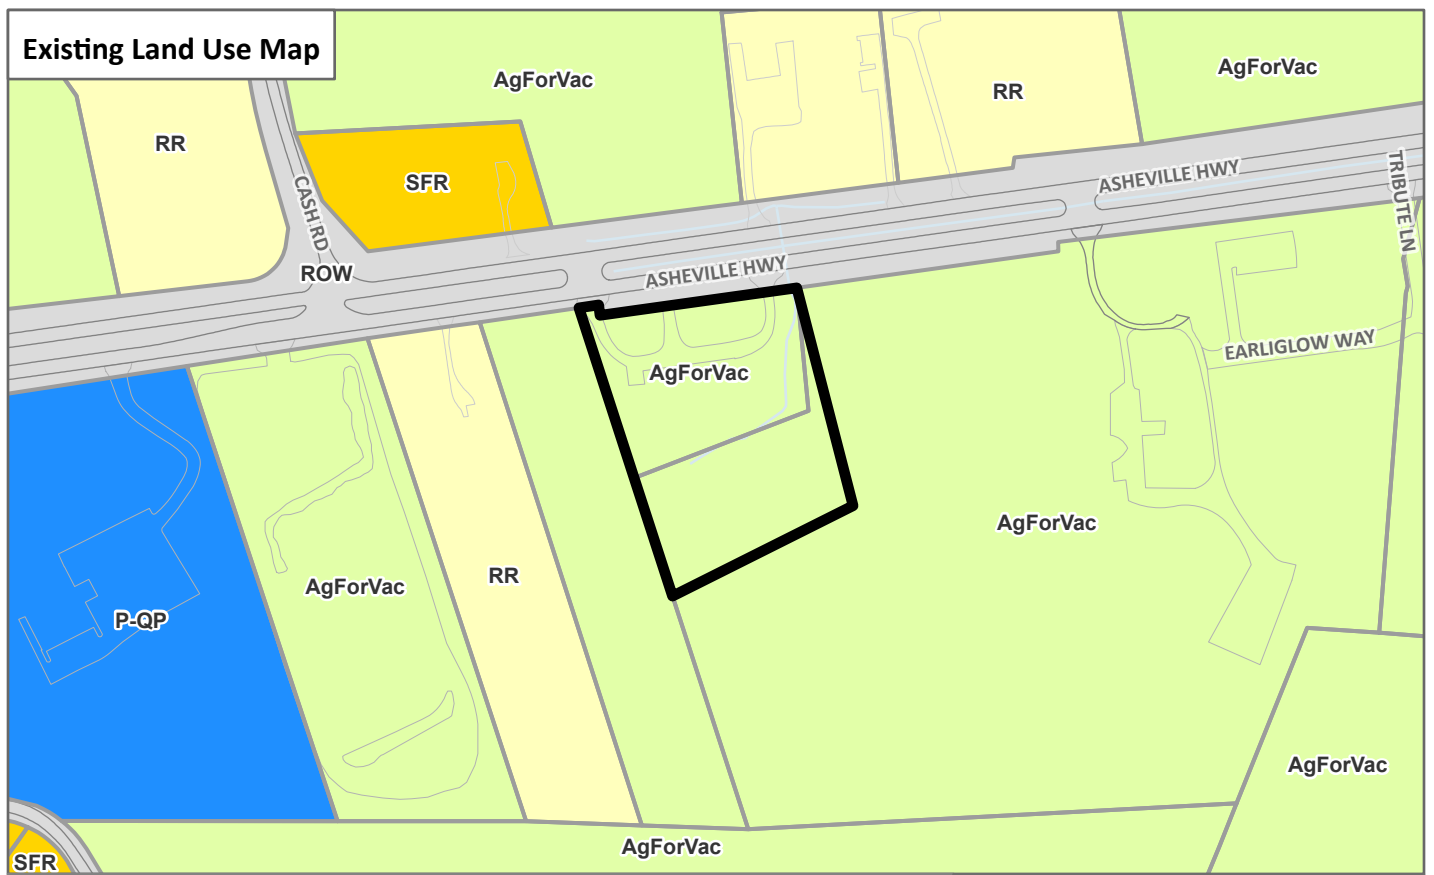 Existing Land Use Map
AgForVac
AgForVac
RR
RR
SFR
CASH RD
ROW
ASHEVILLE HWY
ASHEVILLE HWY
TRIBUTE LN
AgForVac
EARLIGLOW WAY
AgForVac
RR
AgForVac
P-QP
AgForVac
AgForVac
SFR